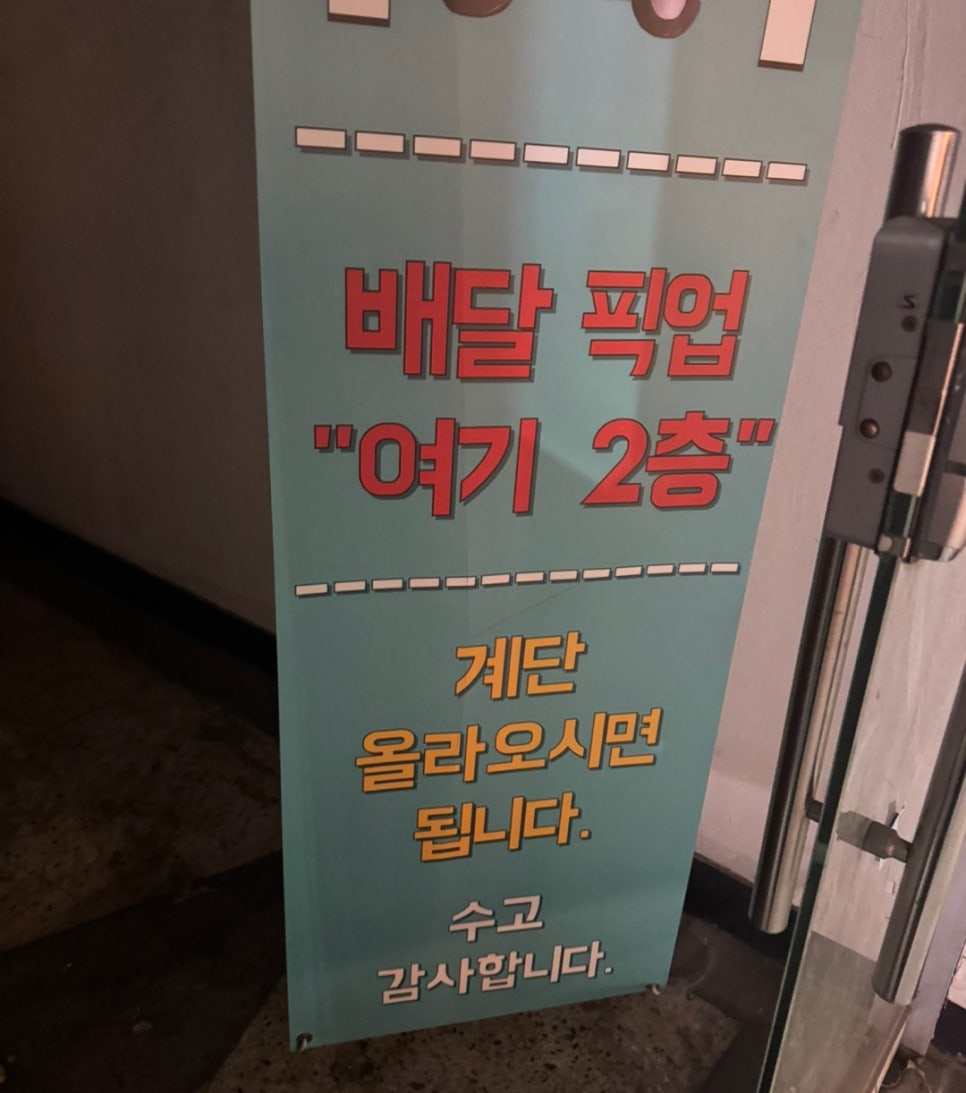 배달 픽업
"여기 2층"
계단
올라오시면
됩니다.
수고
감사합니다.